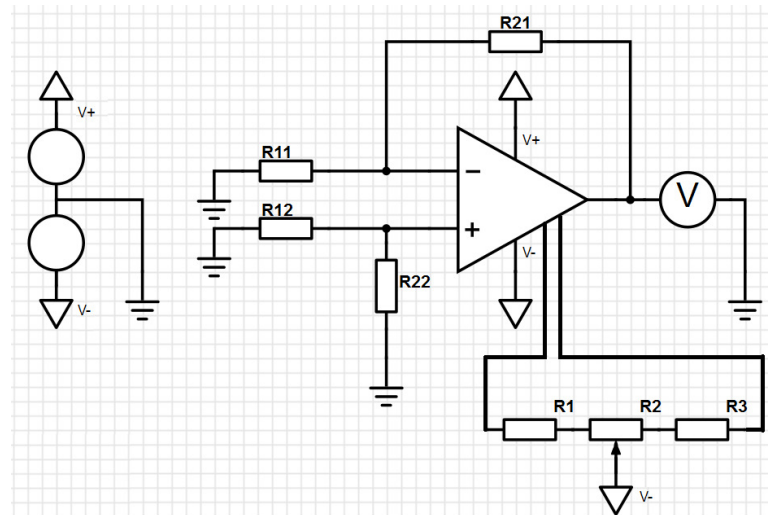 R21
V+
V+
R11
−
V
R12
+
V-
R22
V-
R1
R2
R3
V-